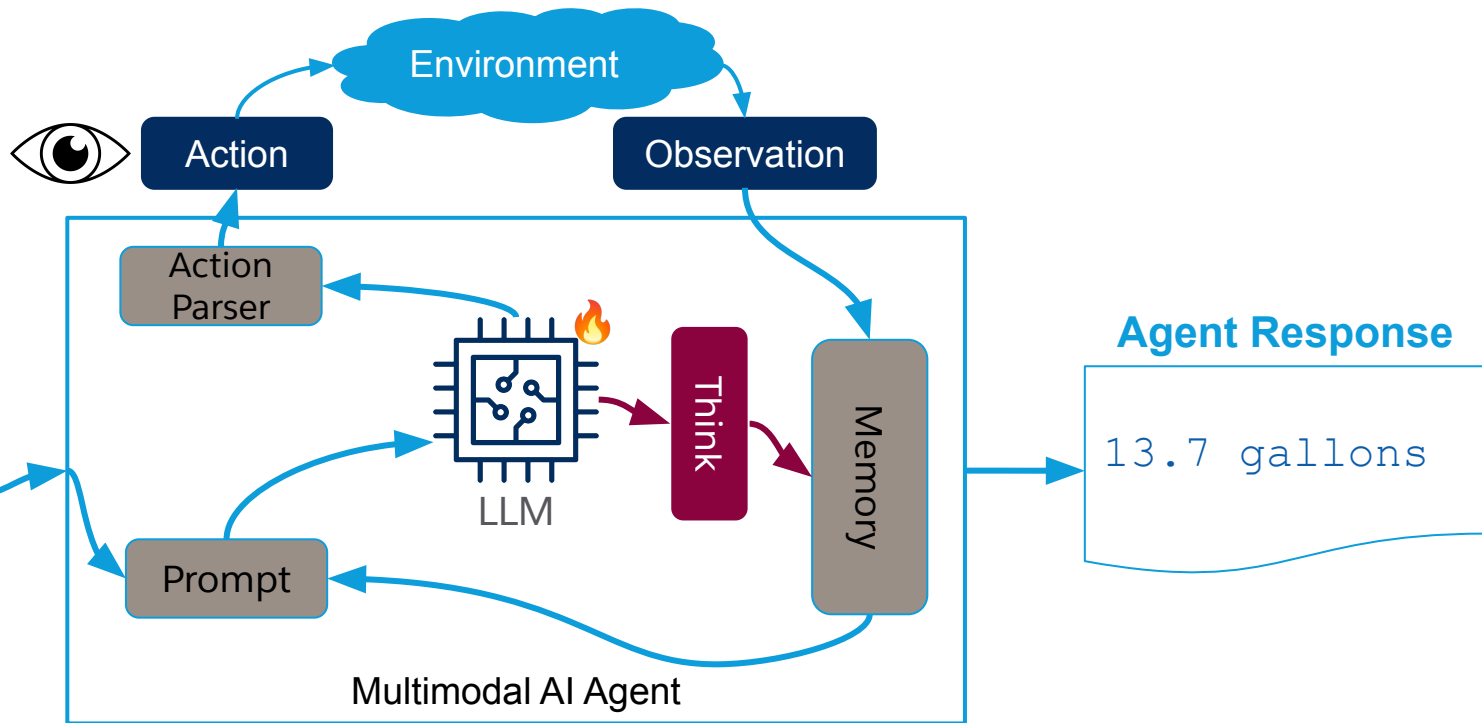 Environment
Action
Observation
Action
Parser
Think
Memory
LLM
Prompt
Multimodal AI Agent
Agent Response
13.7 gallons